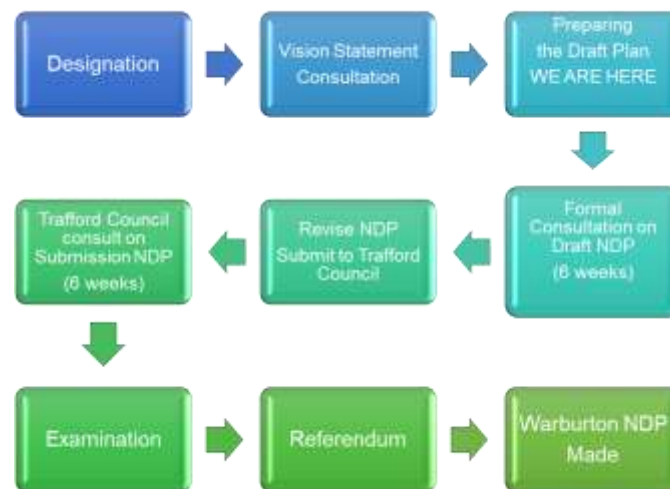 Designation
Vision Statement
Consultation
Preparing
the Draft Plan
WE ARE HERE
Formal
Consultation on
Draft NDP
(6 weeks)
Revise NDP
Submit to Trafford
Council
Trafford Council
consult on
Submission NDP
(6 weeks)
Examination
Referendum
Warburton NDP
Made